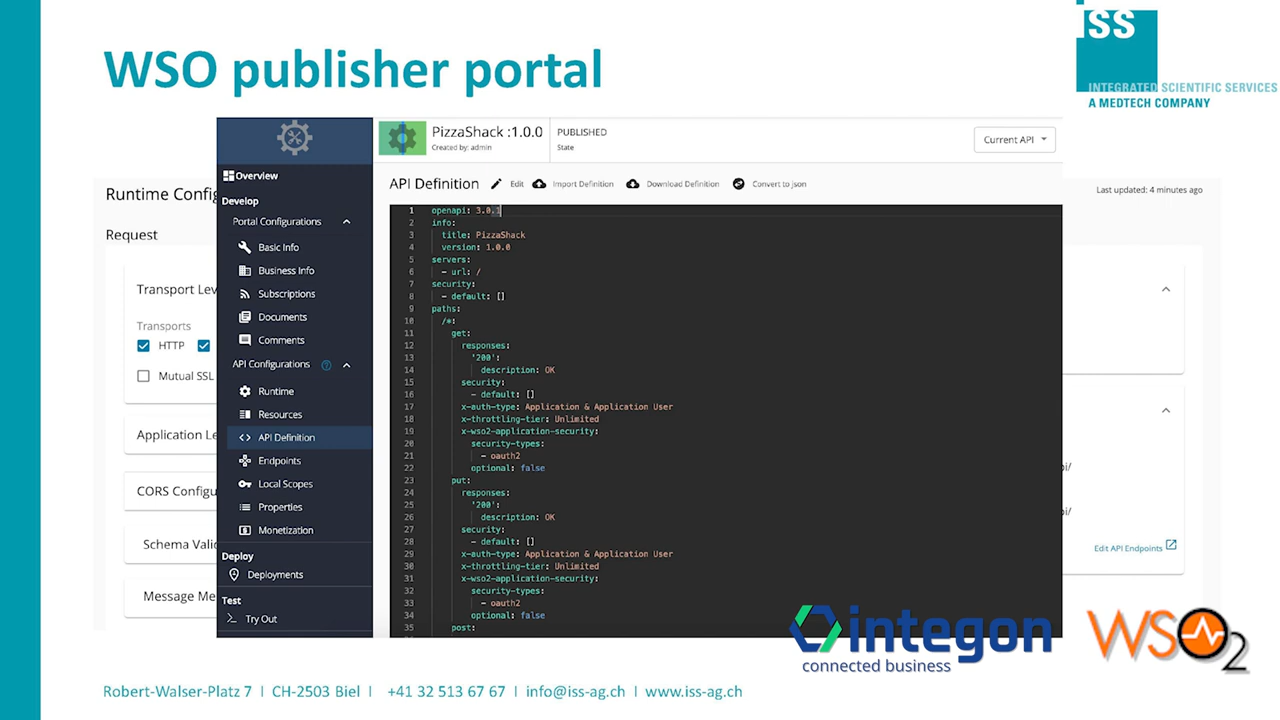 WSO publisher portal
iSS
INTEGRATED SCIENTIFIC SERVICES
A MEDTECH COMPANY
Runtime Config
Request
Transport Lev
Transports
HTTP
Mutual SSL
Application Le
CORS Configu
Schema Valid
Message Me
Overview
Develop
Portal Configurations
Basic Info
Business Info
Subscriptions
Documents
Comments
API Configurations
Runtime
Resources
API Definition
Endpoints
Local Scopes
Properties
Monetization
Deploy
Deployments
Test
Try Out
PizzaShack :1.0.0
Created by: admin
PUBLISHED
State
Current API
API Definition Edit Import Definition Download Definition Convert to json
1 openapi: 3.0.1
2 info:
3 title: PizzaShack
4 version: 1.0.0
5 servers:
6 - url: /
7 security:
8 - default: []
9 paths:
10 /*:
11 get:
12 responses:
13 '200':
14 description: OK
15 security:
16 - default: []
17 x-auth-type: Application & Application User
18 x-throttling-tier: Unlimited
19 x-wso2-application-security:
20 security-types:
21 - oauth2
22 optional: false
23 put:
24 responses:
25 '200':
26 description: OK
27 security:
28 - default: []
29 x-auth-type: Application & Application User
30 x-throttling-tier: Unlimited
31 x-wso2-application-security:
32 security-types:
33 - oauth2
34 optional: false
35 post:
Last updated: 4 minutes ago
pi/
pi/
Edit API Endpoints
integon
connected business
WSO2
Robert-Walser-Platz 7 | CH-2503 Biel | +41 32 513 67 67 | info@iss-ag.ch | www.iss-ag.ch